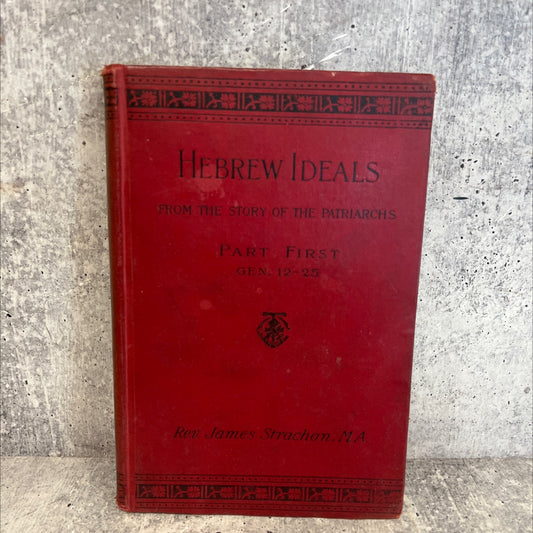 HEBREW IDEALS
FROM THE STORY OF THE PATRIARCHS
PART FIRST
GEN. 12-25
Rev. James Strachan, M.A.